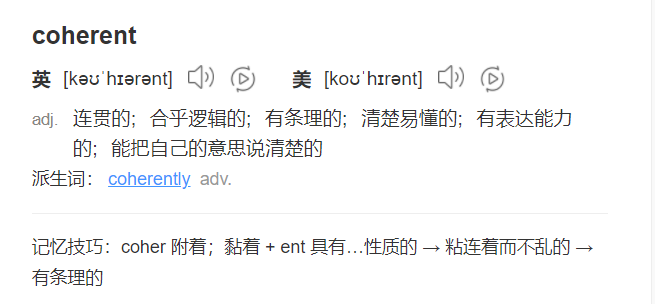 coherent
英 [kəʊˈhɪərənt] 美 [koʊˈhɪrənt]
adj. 连贯的；合乎逻辑的；有条理的；清楚易懂的；有表达能力
的；能把自己的意思说清楚的
派生词： coherently adv.
记忆技巧：coher 附着；黏着 + ent 具有…性质的 → 粘连着而不乱的 →
有条理的